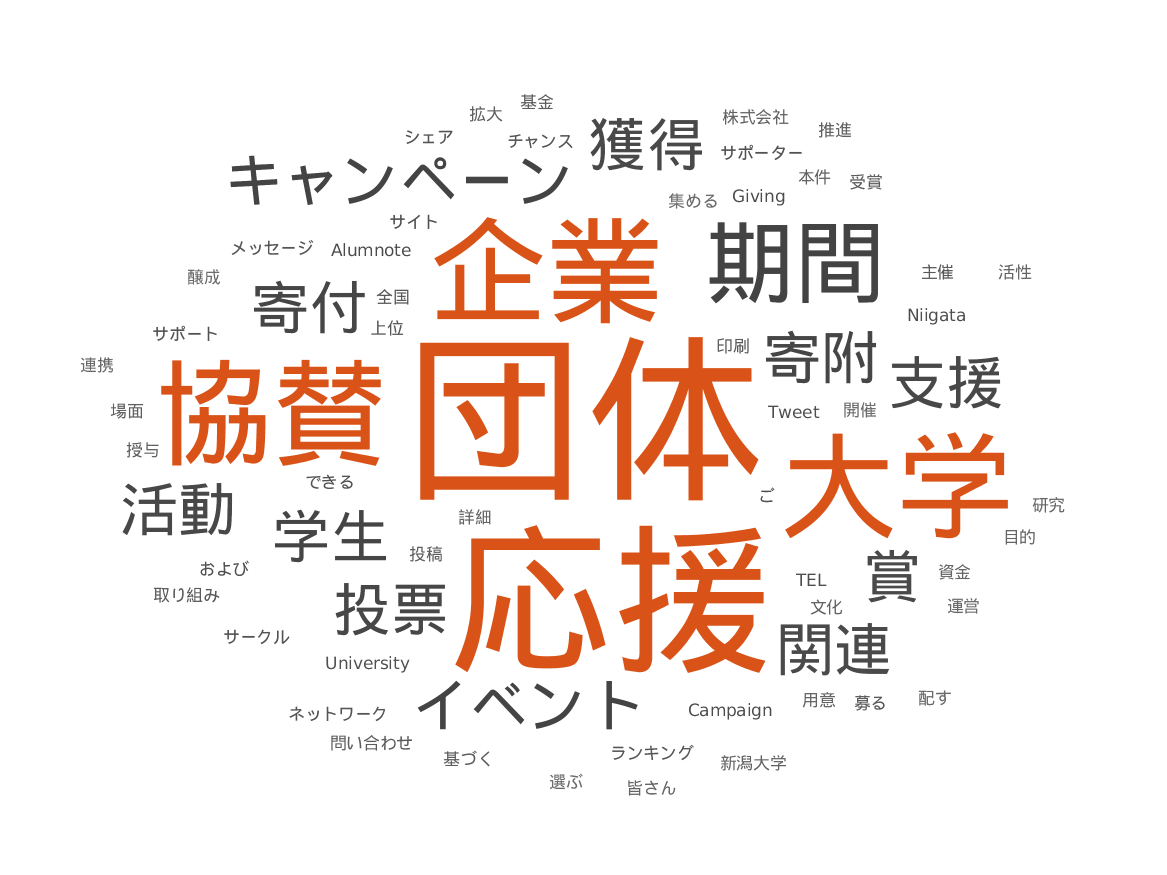 基金
拡大
株式会社
獲得
推進
シェア
チャンス
サポーター
キャンペーン
本件
受賞
集める
Giving
サイト
メッセージ
Alumnote
企業
期間
主催
活性
醸成
寄付
全国
上位
Niigata
サポート
印刷
寄附
連携
協賛
団体
支援
場面
Tweet
開催
授与
大学
できる
ご
活動
学生
詳細
研究
目的
投稿
応援
および
取り組み
投票
TEL
賞
資金
文化
運営
サークル
University
関連
イベント
ネットワーク
Campaign
用意
募る
配す
問い合わせ
基づく
ランキング
新潟大学
選ぶ
皆さん